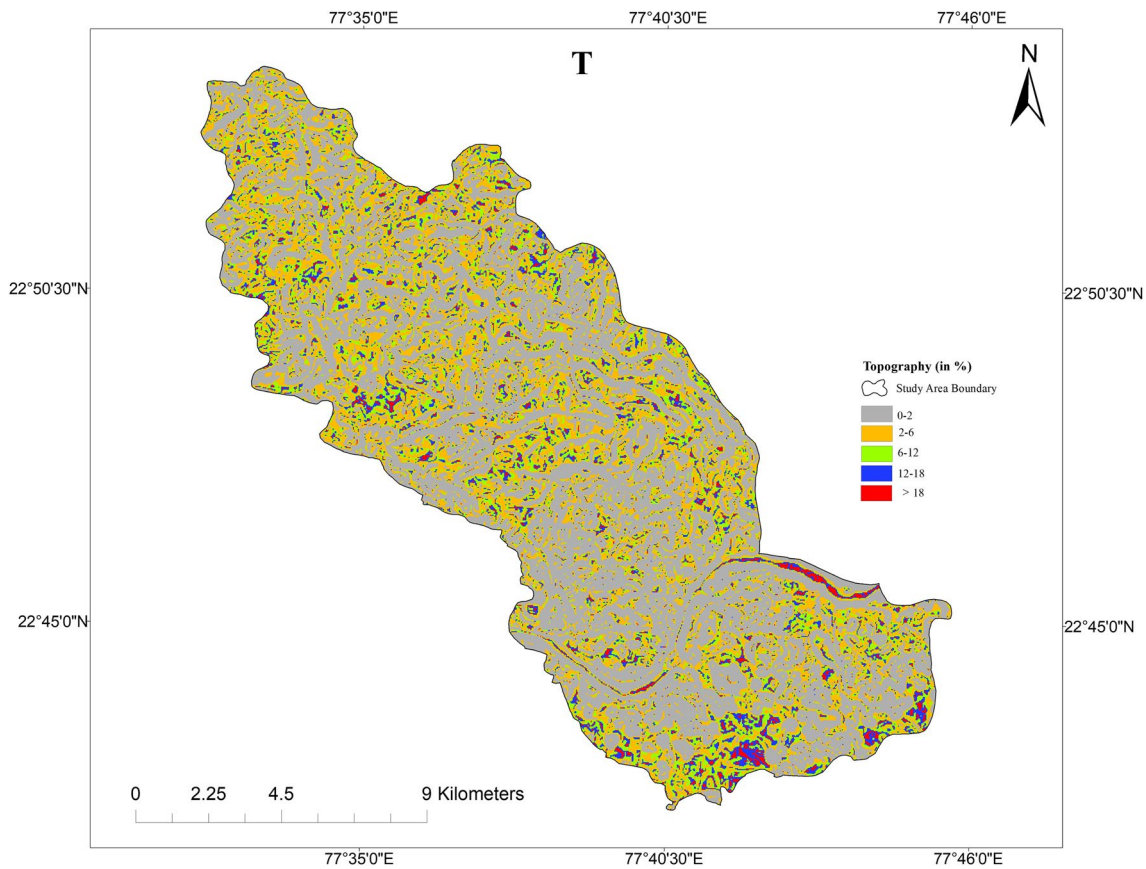 77°35'0"E 77°40'30"E 77°46'0"E
T
N
22°50'30"N 22°50'30"N
Topography (in %)
Study Area Boundary
0-2
2-6
6-12
12-18
> 18
22°45'0"N 22°45'0"N
0 2.25 4.5 9 Kilometers
77°35'0"E 77°40'30"E 77°46'0"E